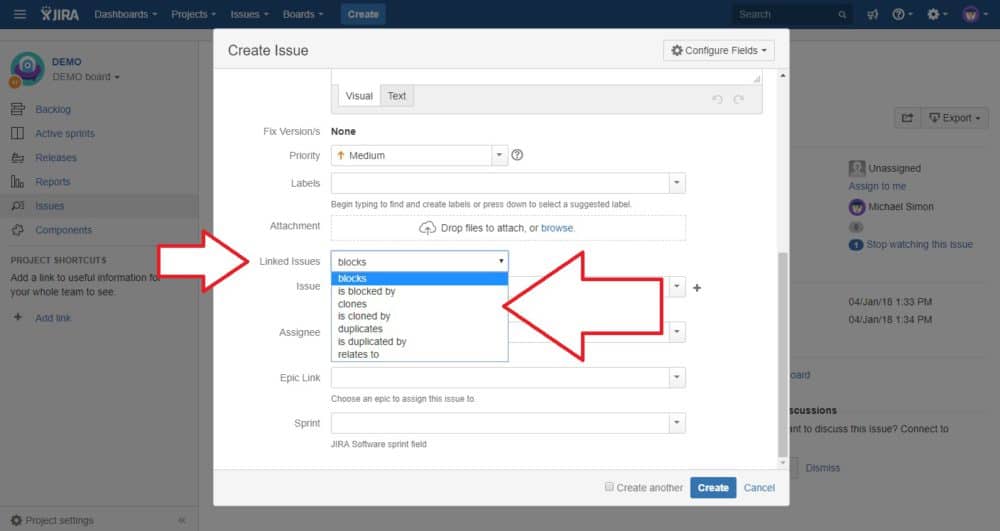 JIRA Dashboards Projects Issues Boards Create Search
DEMO
DEMO board
Backlog
Active sprints
Releases
Reports
Issues
Components
PROJECT SHORTCUTS
Add a link to useful information for
your whole team to see.
Add link
Project settings
Create Issue
Configure Fields
Visual Text
Fix Version/s None
Priority Medium
Labels
Begin typing to find and create labels or press down to select a suggested label.
Attachment Drop files to attach, or browse.
Linked Issues blocks
blocks
is blocked by
clones
is cloned by
duplicates
is duplicated by
relates to
Issue
Assignee
Epic Link
Choose an epic to assign this issue to.
Sprint
JIRA Software sprint field
Create another Create Cancel
Export
Unassigned
Assign to me
Michael Simon
0
1 Stop watching this issue
04/Jan/18 1:33 PM
04/Jan/18 1:34 PM
oard
scussions
ant to discuss this issue? Connect to
Dismiss